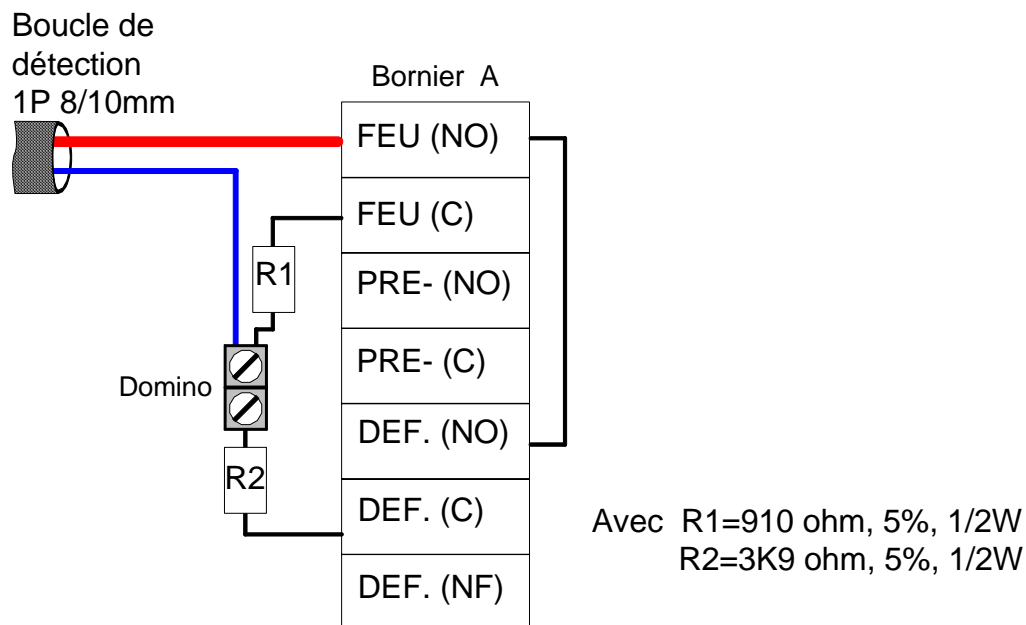 Boucle de
détection
1P 8/10mm
Bornier A
FEU (NO)
FEU (C)
R1
PRE- (NO)
PRE- (C)
Domino
DEF. (NO)
R2
DEF. (C)
DEF. (NF)
Avec R1=910 ohm, 5%, 1/2W
R2=3K9 ohm, 5%, 1/2W